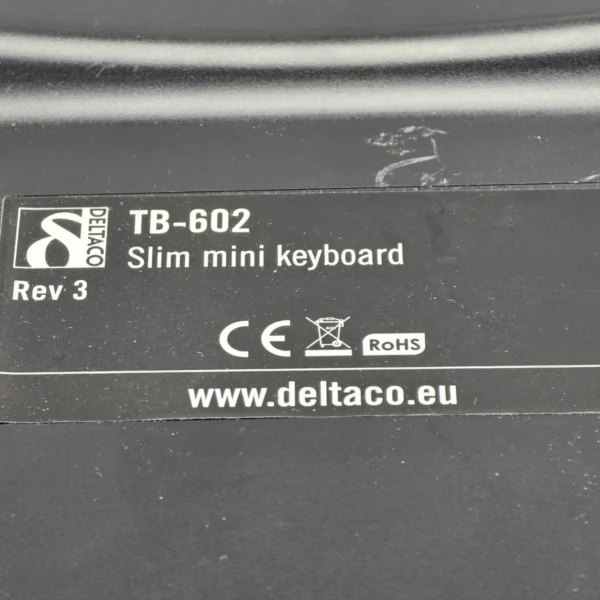 DELTACO
TB-602
Slim mini keyboard
Rev 3
CE
RoHS
www.deltaco.eu